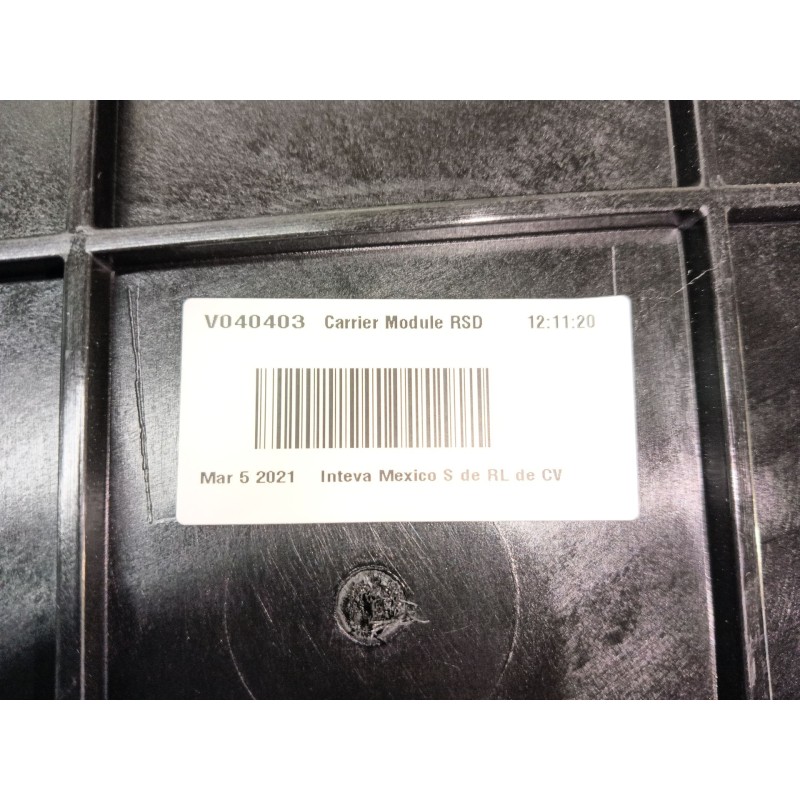 V040403 Carrier Module RSD 12:11:20
Mar 5 2021 Inteva Mexico S de RL de CV